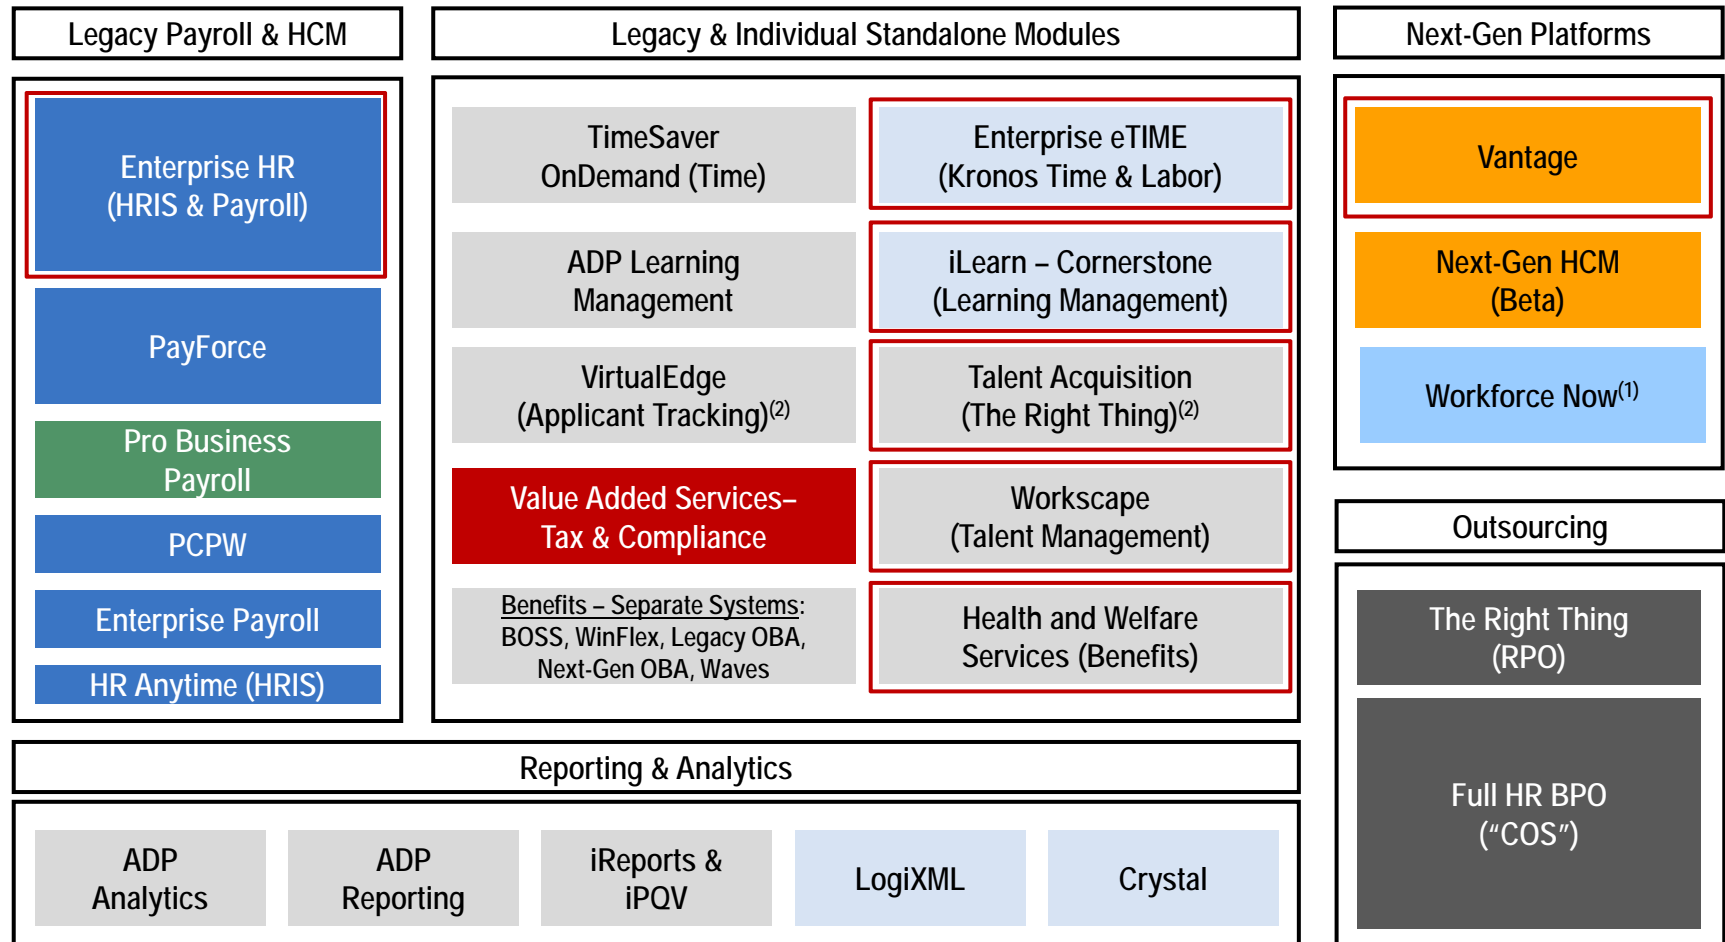 Legacy Payroll & HCM
Enterprise HR
(HRIS & Payroll)
PayForce
Pro Business
Payroll
PCPW
Enterprise Payroll
HR Anytime (HRIS)
Legacy & Individual Standalone Modules
TimeSaver
OnDemand (Time)
Enterprise eTIME
(Kronos Time & Labor)
ADP Learning
Management
iLearn – Cornerstone
(Learning Management)
VirtualEdge
(Applicant Tracking)(2)
Talent Acquisition
(The Right Thing)(2)
Value Added Services–
Tax & Compliance
Workscape
(Talent Management)
Benefits – Separate Systems:
BOSS, WinFlex, Legacy OBA,
Next-Gen OBA, Waves
Health and Welfare
Services (Benefits)
Next-Gen Platforms
Vantage
Next-Gen HCM
(Beta)
Workforce Now(1)
Outsourcing
The Right Thing
(RPO)
Full HR BPO
(“COS”)
Reporting & Analytics
ADP
Analytics
ADP
Reporting
iReports &
iPQV
LogiXML
Crystal